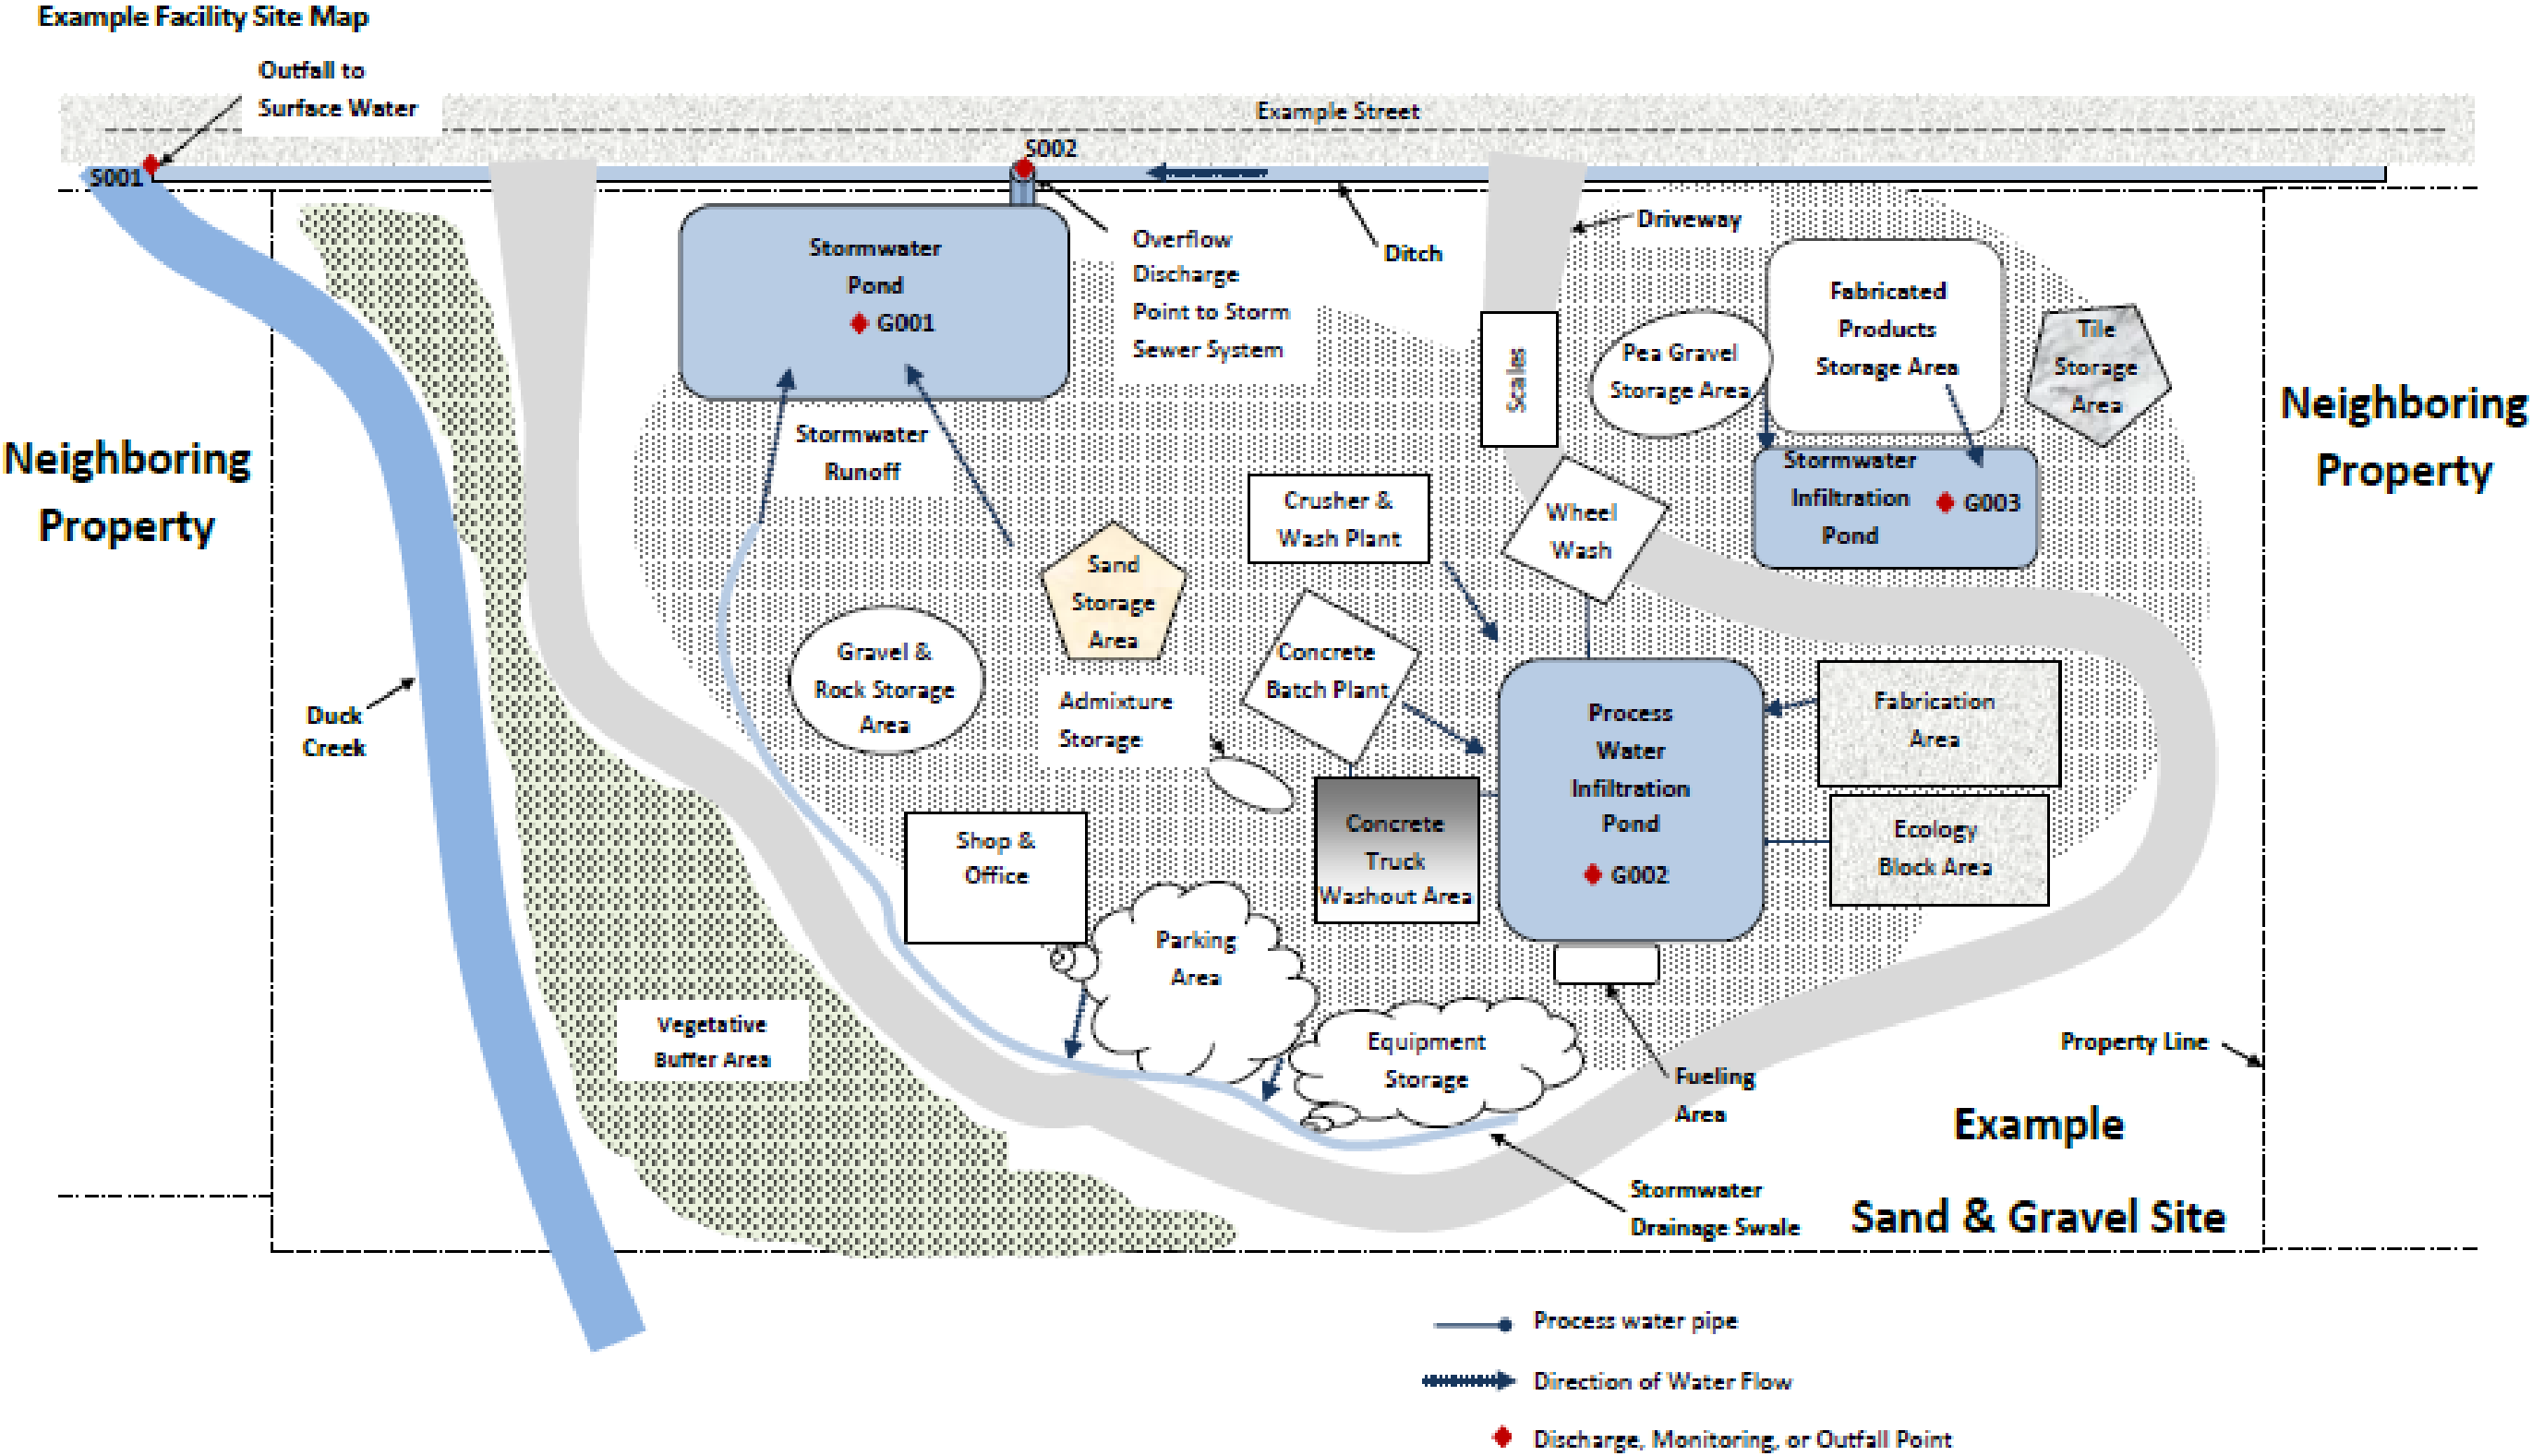 Example Facility Site Map
Outfall to
Surface Water
Example Street
S001
S002
Overflow
Discharge
Point to Storm
Sewer System
Ditch
Driveway
Stormwater
Pond
G001
Fabricated
Products
Storage Area
Tile
Storage
Area
Pea Gravel
Storage Area
Scales
Neighboring
Property
Neighboring
Property
Stormwater
Runoff
Stormwater
Infiltration
Pond
G003
Crusher &
Wash Plant
Wheel
Wash
Sand
Storage
Area
Gravel &
Rock Storage
Area
Concrete
Batch Plant
Admixture
Storage
Process
Water
Infiltration
Pond
G002
Fabrication
Area
Ecology
Block Area
Duck
Creek
Shop &
Office
Concrete
Truck
Washout Area
Parking
Area
Equipment
Storage
Vegetative
Buffer Area
Fueling
Area
Property Line
Example
Sand & Gravel Site
Stormwater
Drainage Swale
Process water pipe
Direction of Water Flow
Discharge, Monitoring, or Outfall Point